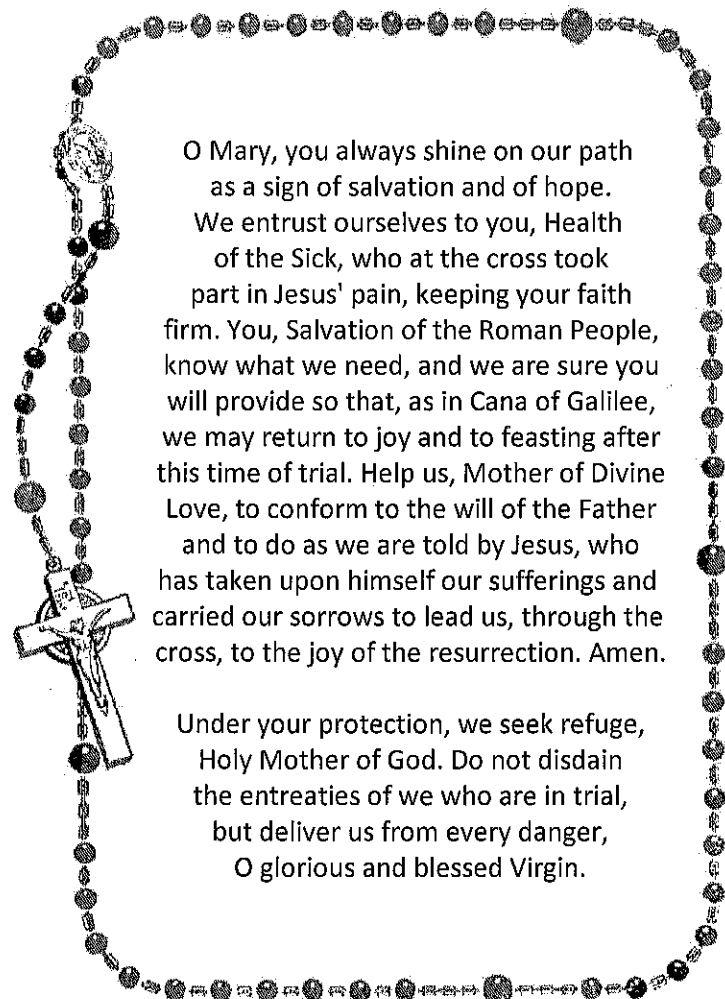 O Mary, you always shine on our path
as a sign of salvation and of hope.
We entrust ourselves to you, Health
of the Sick, who at the cross took
part in Jesus' pain, keeping your faith
firm. You, Salvation of the Roman People,
know what we need, and we are sure you
will provide so that, as in Cana of Galilee,
we may return to joy and to feasting after
this time of trial. Help us, Mother of Divine
Love, to conform to the will of the Father
and to do as we are told by Jesus, who
has taken upon himself our sufferings and
carried our sorrows to lead us, through the
cross, to the joy of the resurrection. Amen.
Under your protection, we seek refuge,
Holy Mother of God. Do not disdain
the entreaties of we who are in trial,
but deliver us from every danger,
O glorious and blessed Virgin.